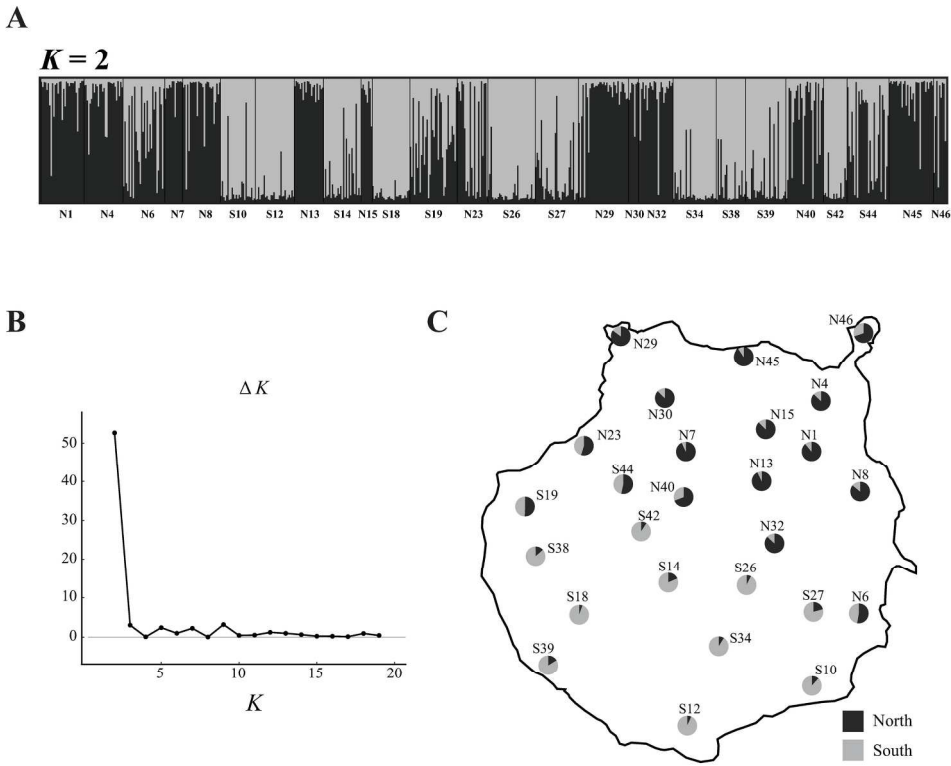 A
K = 2
N1 N4 N6 N7 N8 S10 S12 N13 S14 N15 S18 S19 N23 S26 S27 N29 N30 N32 S34 S38 S39 N40 S42 S44 N45 N46
B
Δ K
50
40
30
20
10
0
5 10 15 20
K
C
N46
N29
N45
N4
N30
N15
N23
N7
N1
S44
N13
N8
N40
S19
S42
N32
S38
S14
S26
S27
N6
S18
S34
S39
S10
S12
North
South